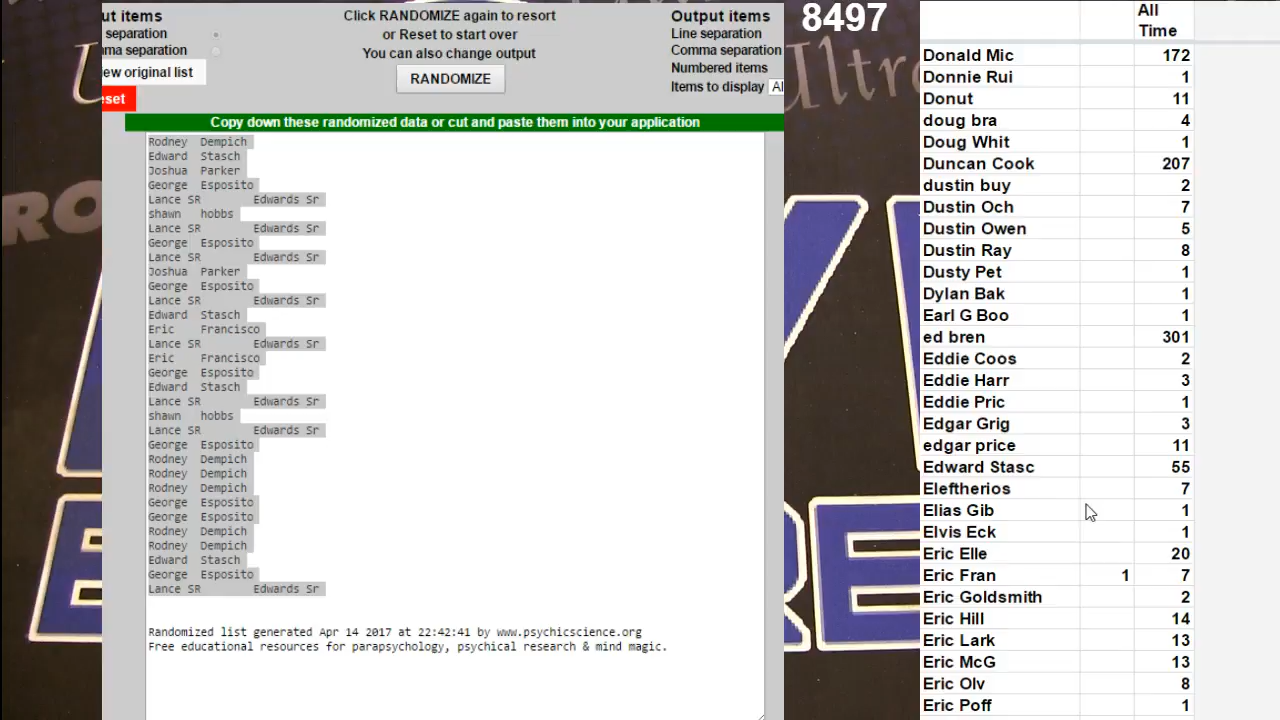 ut items
separation
ma separation
ew original list
set
Click RANDOMIZE again to resort
or Reset to start over
You can also change output
RANDOMIZE
Output items
Line separation
Comma separation
Numbered items
Items to display Al
8497
Copy down these randomized data or cut and paste them into your application
Rodney Dempich
Edward Stasch
Joshua Parker
George Esposito
Lance SR Edwards Sr
shawn hobbs
Lance SR Edwards Sr
George Esposito
Lance SR Edwards Sr
Joshua Parker
George Esposito
Lance SR Edwards Sr
Edward Stasch
Eric Francisco
Lance SR Edwards Sr
Eric Francisco
George Esposito
Edward Stasch
Lance SR Edwards Sr
shawn hobbs
Lance SR Edwards Sr
George Esposito
Rodney Dempich
Rodney Dempich
Rodney Dempich
George Esposito
George Esposito
Rodney Dempich
Rodney Dempich
Edward Stasch
George Esposito
Lance SR Edwards Sr
Randomized list generated Apr 14 2017 at 22:42:41 by www.psychicscience.org
Free educational resources for parapsychology, psychical research & mind magic.
All
Time
Donald Mic 172
Donnie Rui 1
Donut 11
doug bra 4
Doug Whit 1
Duncan Cook 207
dustin buy 2
Dustin Och 7
Dustin Owen 5
Dustin Ray 8
Dusty Pet 1
Dylan Bak 1
Earl G Boo 1
ed bren 301
Eddie Coos 2
Eddie Harr 3
Eddie Pric 1
Edgar Grig 3
edgar price 11
Edward Stasc 55
Eleftherios 7
Elias Gib 1
Elvis Eck 1
Eric Elle 20
Eric Fran 1 7
Eric Goldsmith 2
Eric Hill 14
Eric Lark 13
Eric McG 13
Eric Olv 8
Eric Poff 1